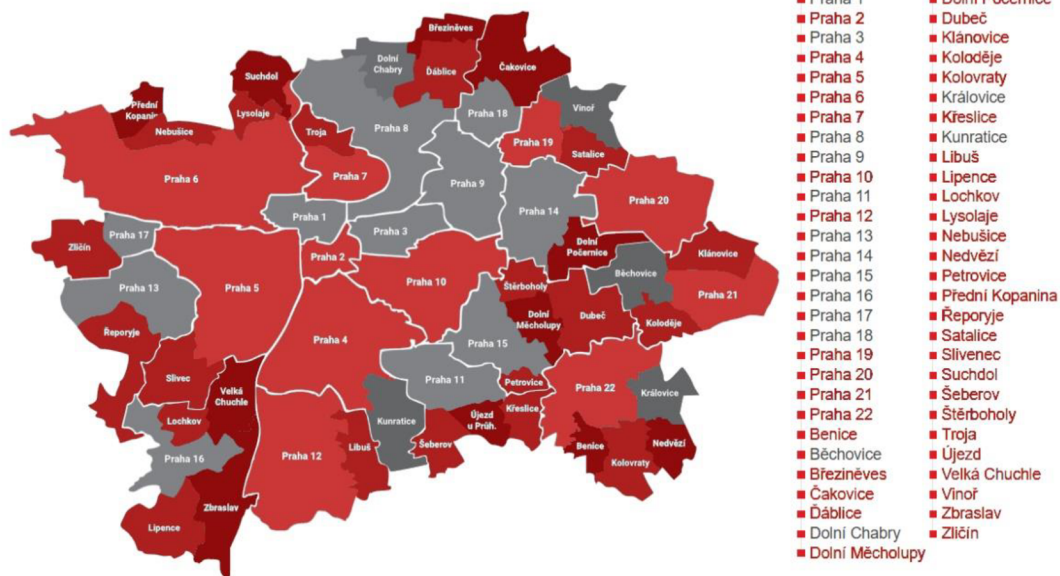 Březiněves
Dolní
Chabry
Ďáblice
Čakovice
Suchdol
Přední
Kopanin
Nebušice
Lysolaje
Troja
Praha 8
Praha 18
Vinoř
Praha 19
Satalice
Praha 6
Praha 7
Praha 9
Praha 20
Praha 1
Praha 14
Praha 17
Praha 3
Zličín
Delní
Počernice
Klánovice
Praha 2
Běchovice
Praha 13
Praha 5
Praha 10
Štěrboholy
Praha 21
Řeporyje
Dolní
Měcholupy
Dubeč
Koloděje
Praha 4
Praha 15
Slivec
Praha 11
Petrovice
Praha 22
Velká
Chuchle
Královice
Lochkov
Kunratice
Újezd
u Průh.
Křeslice
Praha 12
Libuš
Šeberov
Benice
Nedvězí
Praha 16
Kolovraty
Zbraslav
Lipence
Praha 1
Praha 2
Praha 3
Praha 4
Praha 5
Praha 6
Praha 7
Praha 8
Praha 9
Praha 10
Praha 11
Praha 12
Praha 13
Praha 14
Praha 15
Praha 16
Praha 17
Praha 18
Praha 19
Praha 20
Praha 21
Praha 22
Benice
Běchovice
Březiněves
Čakovice
Ďáblice
Dolní Chabry
Dolní Měcholupy
Dolní Počernice
Dubeč
Klánovice
Koloděje
Kolovraty
Královice
Křeslice
Kunratice
Libuš
Lipence
Lochkov
Lysolaje
Nebušice
Nedvězí
Petrovice
Přední Kopanina
Řeporyje
Satalice
Slivenec
Suchdol
Šeberov
Štěrboholy
Troja
Újezd
Velká Chuchle
Vinoř
Zbraslav
Zličín